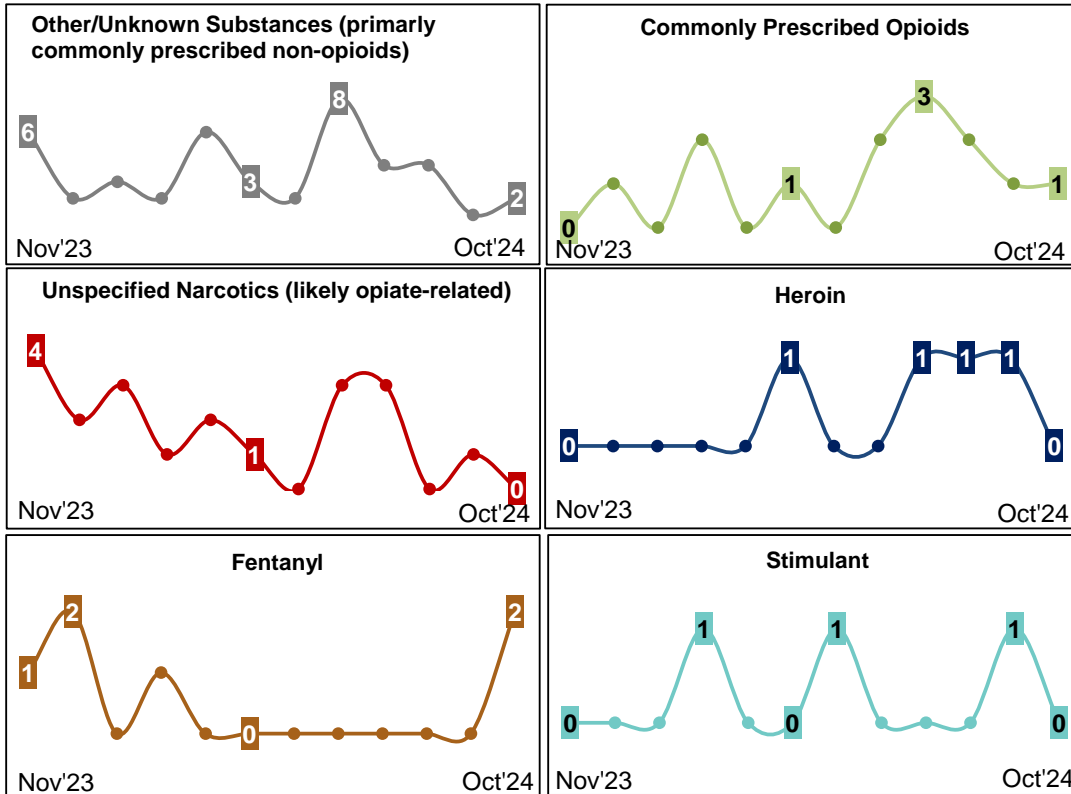 Other/Unknown Substances (primarly
commonly prescribed non-opioids)
6
3
8
2
Nov'23
Oct'24
Commonly Prescribed Opioids
0
1
3
1
Nov'23
Oct'24
Unspecified Narcotics (likely opiate-related)
4
1
0
Nov'23
Oct'24
Heroin
0
1
1
1
1
0
Nov'23
Oct'24
Fentanyl
1
2
0
2
Nov'23
Oct'24
Stimulant
0
1
0
1
1
0
Nov'23
Oct'24